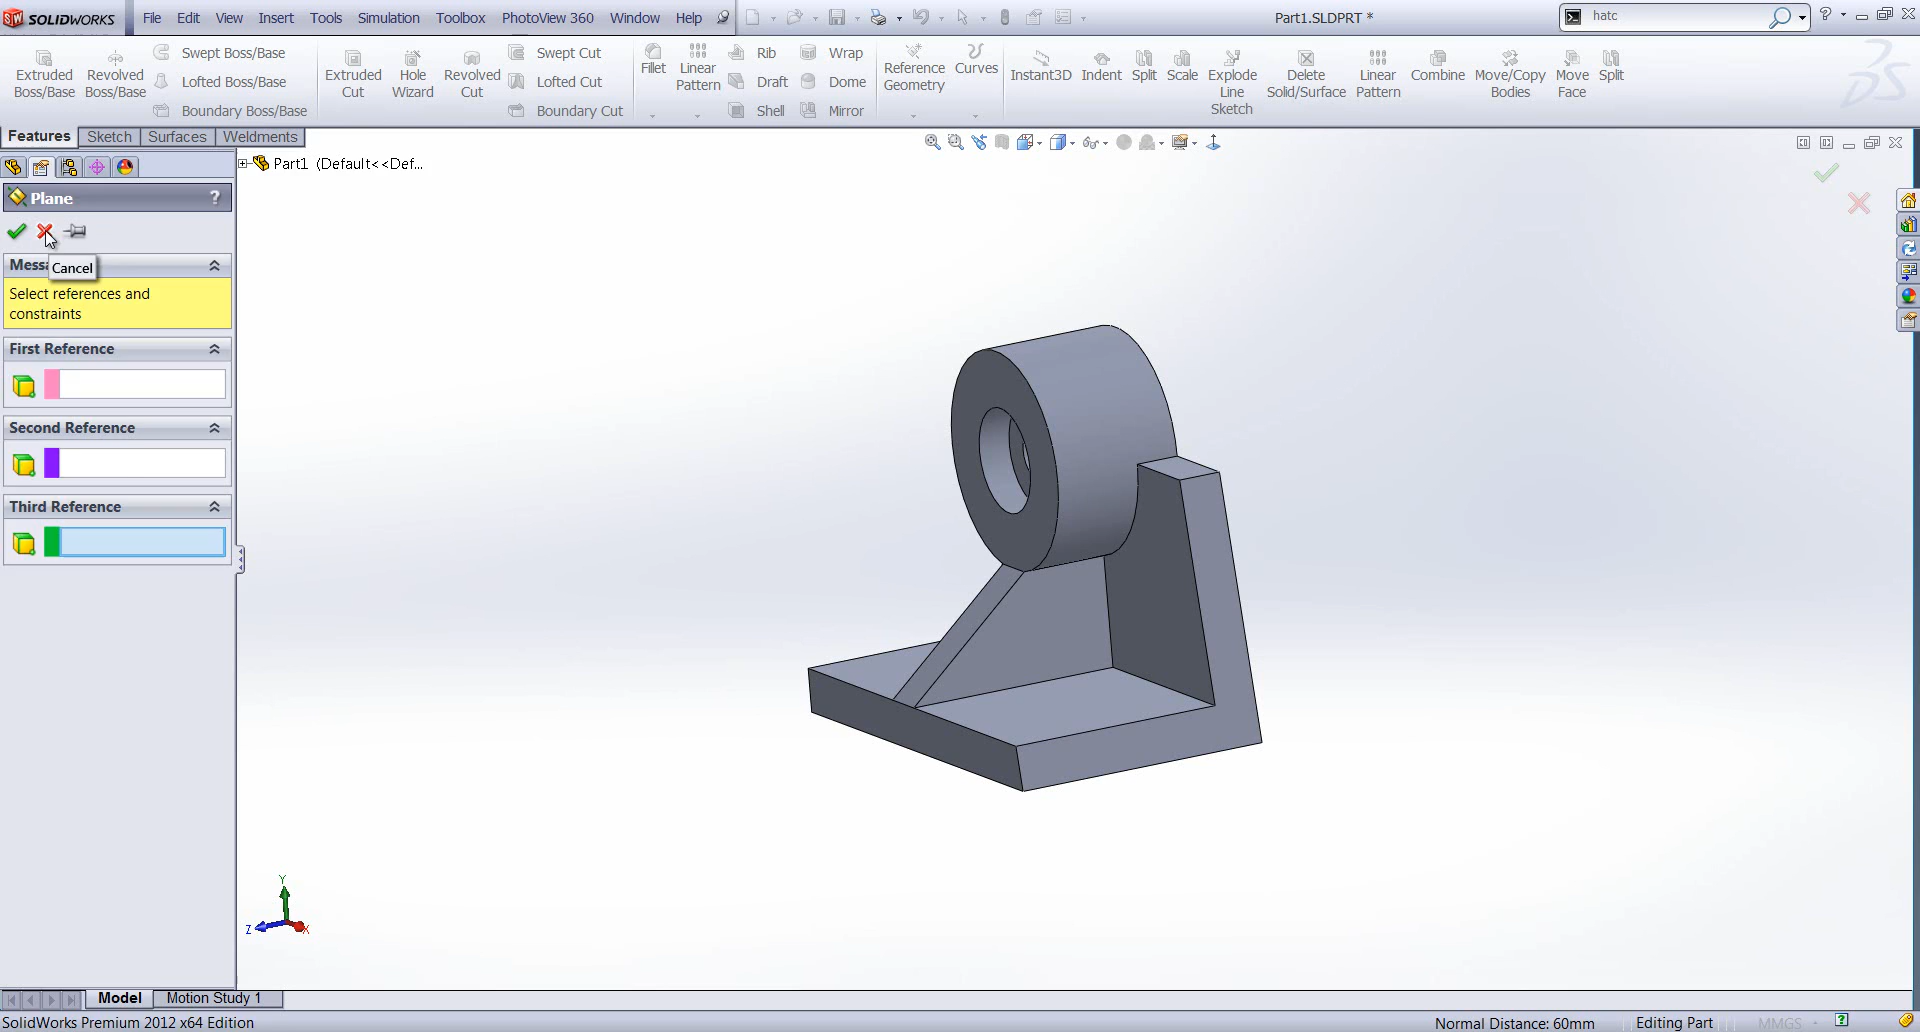 SOLIDWORKS File Edit View Insert Tools Simulation Toolbox PhotoView 360 Window Help Part1.SLDPRT * hatc ?
Extruded Boss/Base
Revolved Boss/Base
Swept Boss/Base
Lofted Boss/Base
Boundary Boss/Base
Extruded Cut
Hole Wizard
Revolved Cut
Swept Cut
Lofted Cut
Boundary Cut
Fillet
Linear Pattern
Rib
Draft
Shell
Wrap
Dome
Mirror
Reference Geometry
Curves
Instant3D
Indent
Split
Scale
Explode Line Sketch
Delete Solid/Surface
Linear Pattern
Combine
Move/Copy Bodies
Move Face
Split
Features Sketch Surfaces Weldments
Part1 (Default<<Def...
Plane ?
Messa
Cancel
Select references and
constraints
First Reference
Second Reference
Third Reference
Y
Z X
Model Motion Study 1
SolidWorks Premium 2012 x64 Edition Normal Distance: 60mm Editing Part MMGS ?